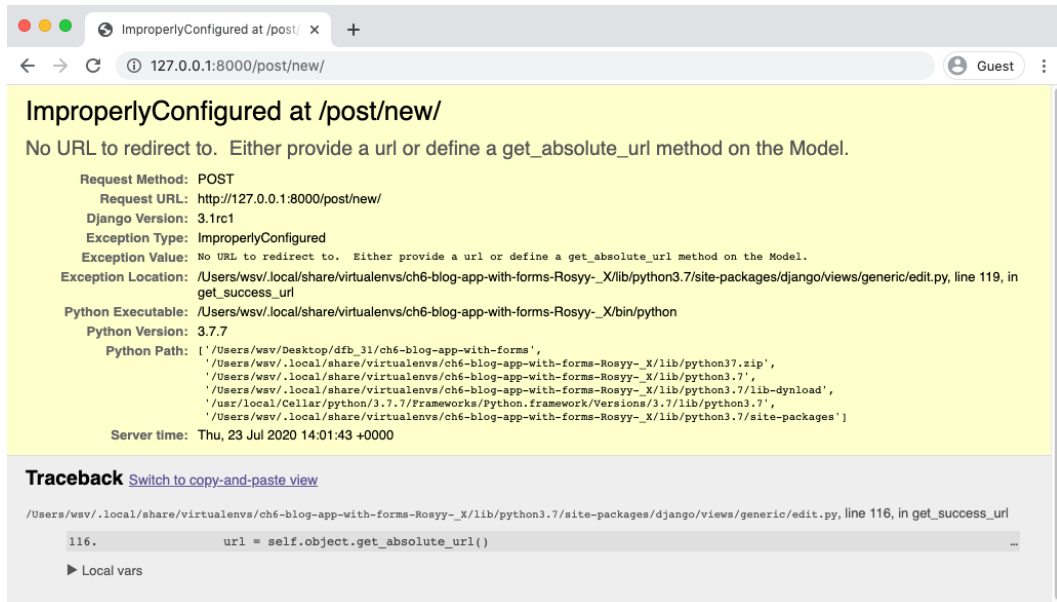 ImproperlyConfigured at /post/
127.0.0.1:8000/post/new/
Guest
ImproperlyConfigured at /post/new/
No URL to redirect to.  Either provide a url or define a get_absolute_url method on the Model.
Request Method: POST
Request URL: http://127.0.0.1:8000/post/new/
Django Version: 3.1rc1
Exception Type: ImproperlyConfigured
Exception Value: No URL to redirect to.  Either provide a url or define a get_absolute_url method on the Model.
Exception Location: /Users/wsv/.local/share/virtualenvs/ch6-blog-app-with-forms-Rosyy-_X/lib/python3.7/site-packages/django/views/generic/edit.py, line 119, in
get_success_url
Python Executable: /Users/wsv/.local/share/virtualenvs/ch6-blog-app-with-forms-Rosyy-_X/bin/python
Python Version: 3.7.7
Python Path: ['/Users/wsv/Desktop/dfb_31/ch6-blog-app-with-forms',
'/Users/wsv/.local/share/virtualenvs/ch6-blog-app-with-forms-Rosyy-_X/lib/python37.zip',
'/Users/wsv/.local/share/virtualenvs/ch6-blog-app-with-forms-Rosyy-_X/lib/python3.7',
'/Users/wsv/.local/share/virtualenvs/ch6-blog-app-with-forms-Rosyy-_X/lib/python3.7/lib-dynload',
'/usr/local/Cellar/python/3.7.7/Frameworks/Python.framework/Versions/3.7/lib/python3.7',
'/Users/wsv/.local/share/virtualenvs/ch6-blog-app-with-forms-Rosyy-_X/lib/python3.7/site-packages']
Server time: Thu, 23 Jul 2020 14:01:43 +0000
Traceback Switch to copy-and-paste view
/Users/wsv/.local/share/virtualenvs/ch6-blog-app-with-forms-Rosyy-_X/lib/python3.7/site-packages/django/views/generic/edit.py, line 116, in get_success_url
116. url = self.object.get_absolute_url() …
▶ Local vars